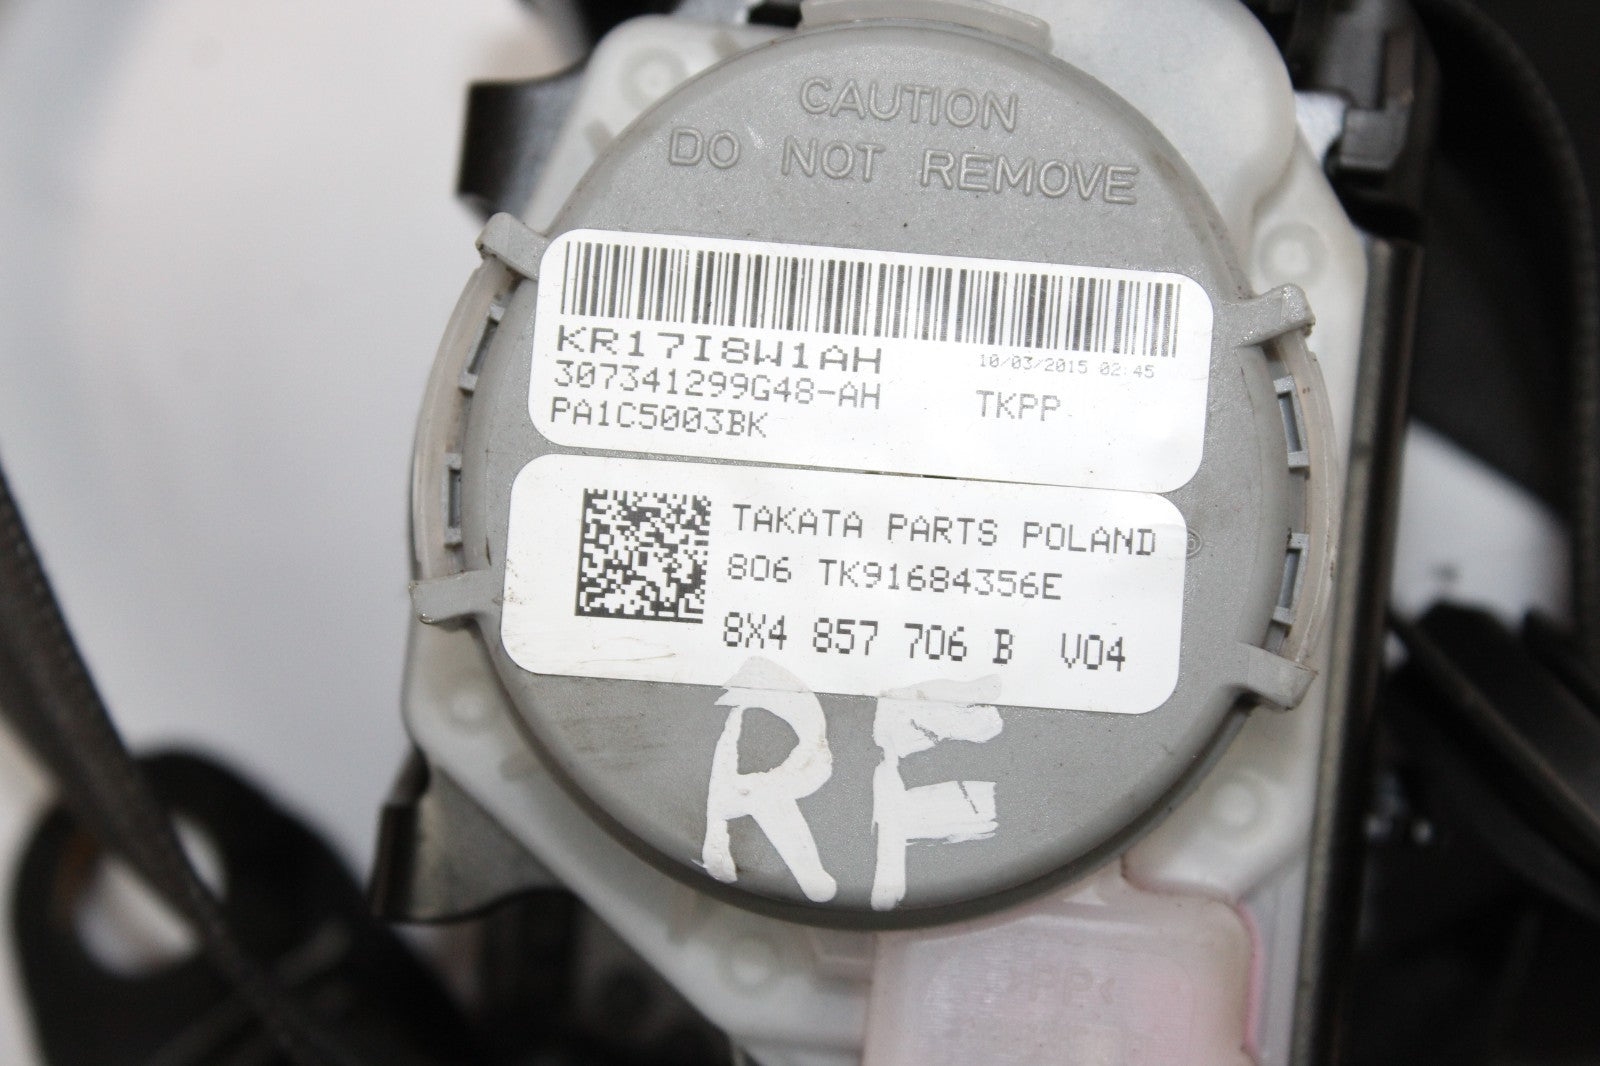 CAUTION
DO NOT REMOVE
KR17I8W1AH
10/03/2015 02:45
307341299G48-AH
TKPP
PA1C5003BK
TAKATA PARTS POLAND
806 TK91684356E
8X4 857 706 B V04
RF
>PP<